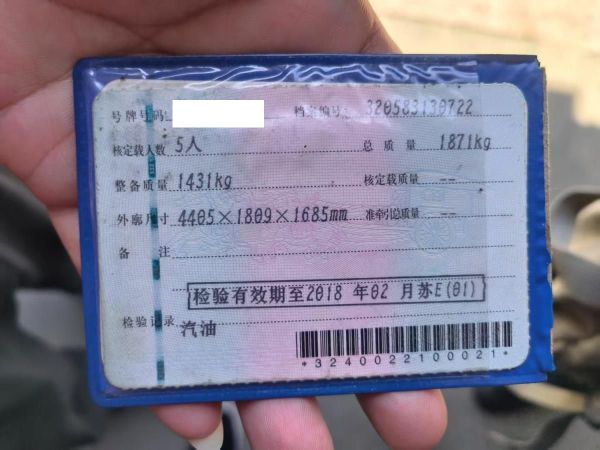 号牌号码 档案编号: 320583130722
核定载人数 5人 总质量 1871kg
整备质量 1431kg 核定载质量 --
外廓尺寸 4405×1809×1685mm 准牵引总质量 --
备注
检验有效期至2018年02月苏E(01)
检验记录 汽油
*3240022100021*